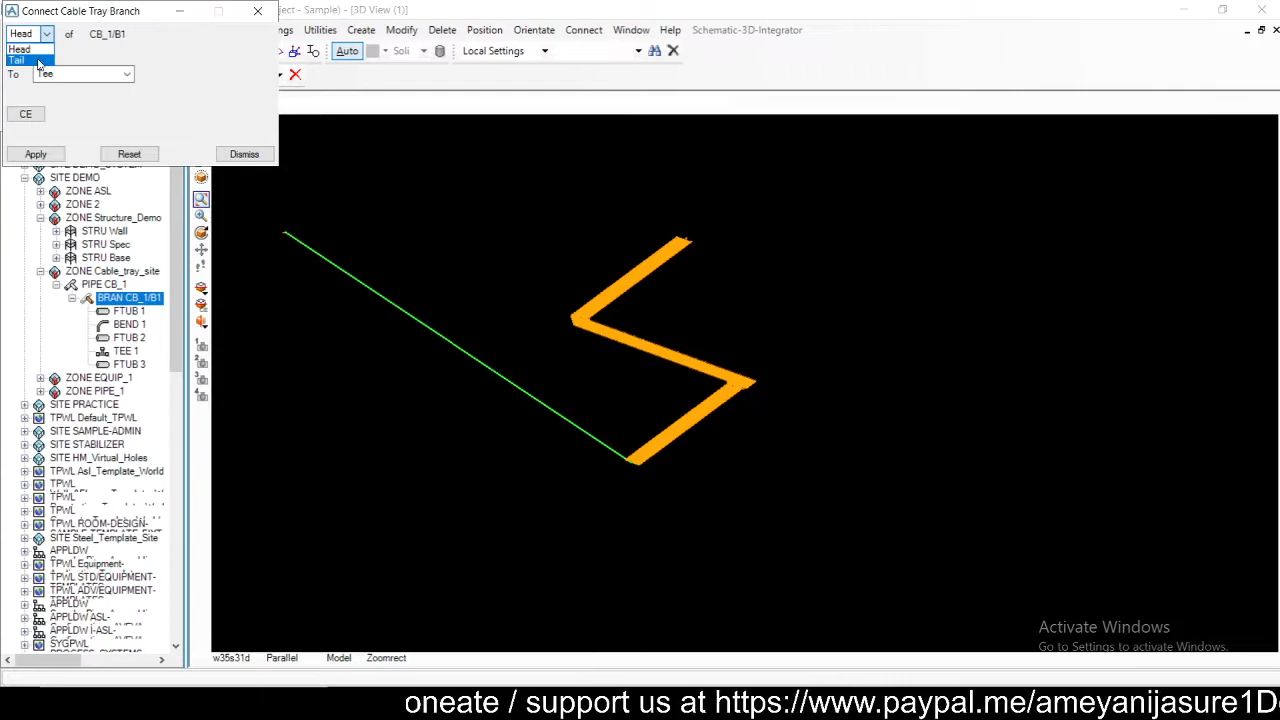 Connect Cable Tray Branch
ject - Sample) - [3D View (1)]
Head
of
CB_1/B1
Head
Tail
To
Tee
CE
Apply
Reset
Dismiss
ngs
Utilities
Create
Modify
Delete
Position
Orientate
Connect
Window
Help
Schematic-3D-Integrator
Auto
Soli
Local Settings
SITE DEMO
ZONE ASL
ZONE 2
ZONE Structure_Demo
STRU Wall
STRU Spec
STRU Base
ZONE Cable_tray_site
PIPE CB_1
BRAN CB_1/B1
FTUB 1
BEND 1
FTUB 2
TEE 1
FTUB 3
ZONE EQUIP_1
ZONE PIPE_1
SITE PRACTICE
TPWL Default_TPWL
SITE SAMPLE-ADMIN
SITE STABILIZER
SITE HM_Virtual_Holes
TPWL Asl_Template_World
TPWL
TPWL
TPWL
TPWL ROOM-DESIGN-
SITE Steel_Template_Site
APPLDW
TPWL Equipment-
TPWL STD/EQUIPMENT-
TPWL ADV/EQUIPMENT-
APPLDW
APPLDW ASL-
APPLDW I-ASL-
SYGPWL
1
2
3
4
w35s31d
Parallel
Model
Zoomrect
Activate Windows
Go to Settings to activate Windows.
oneate / support us at https://www.paypal.me/ameyanijasure1D